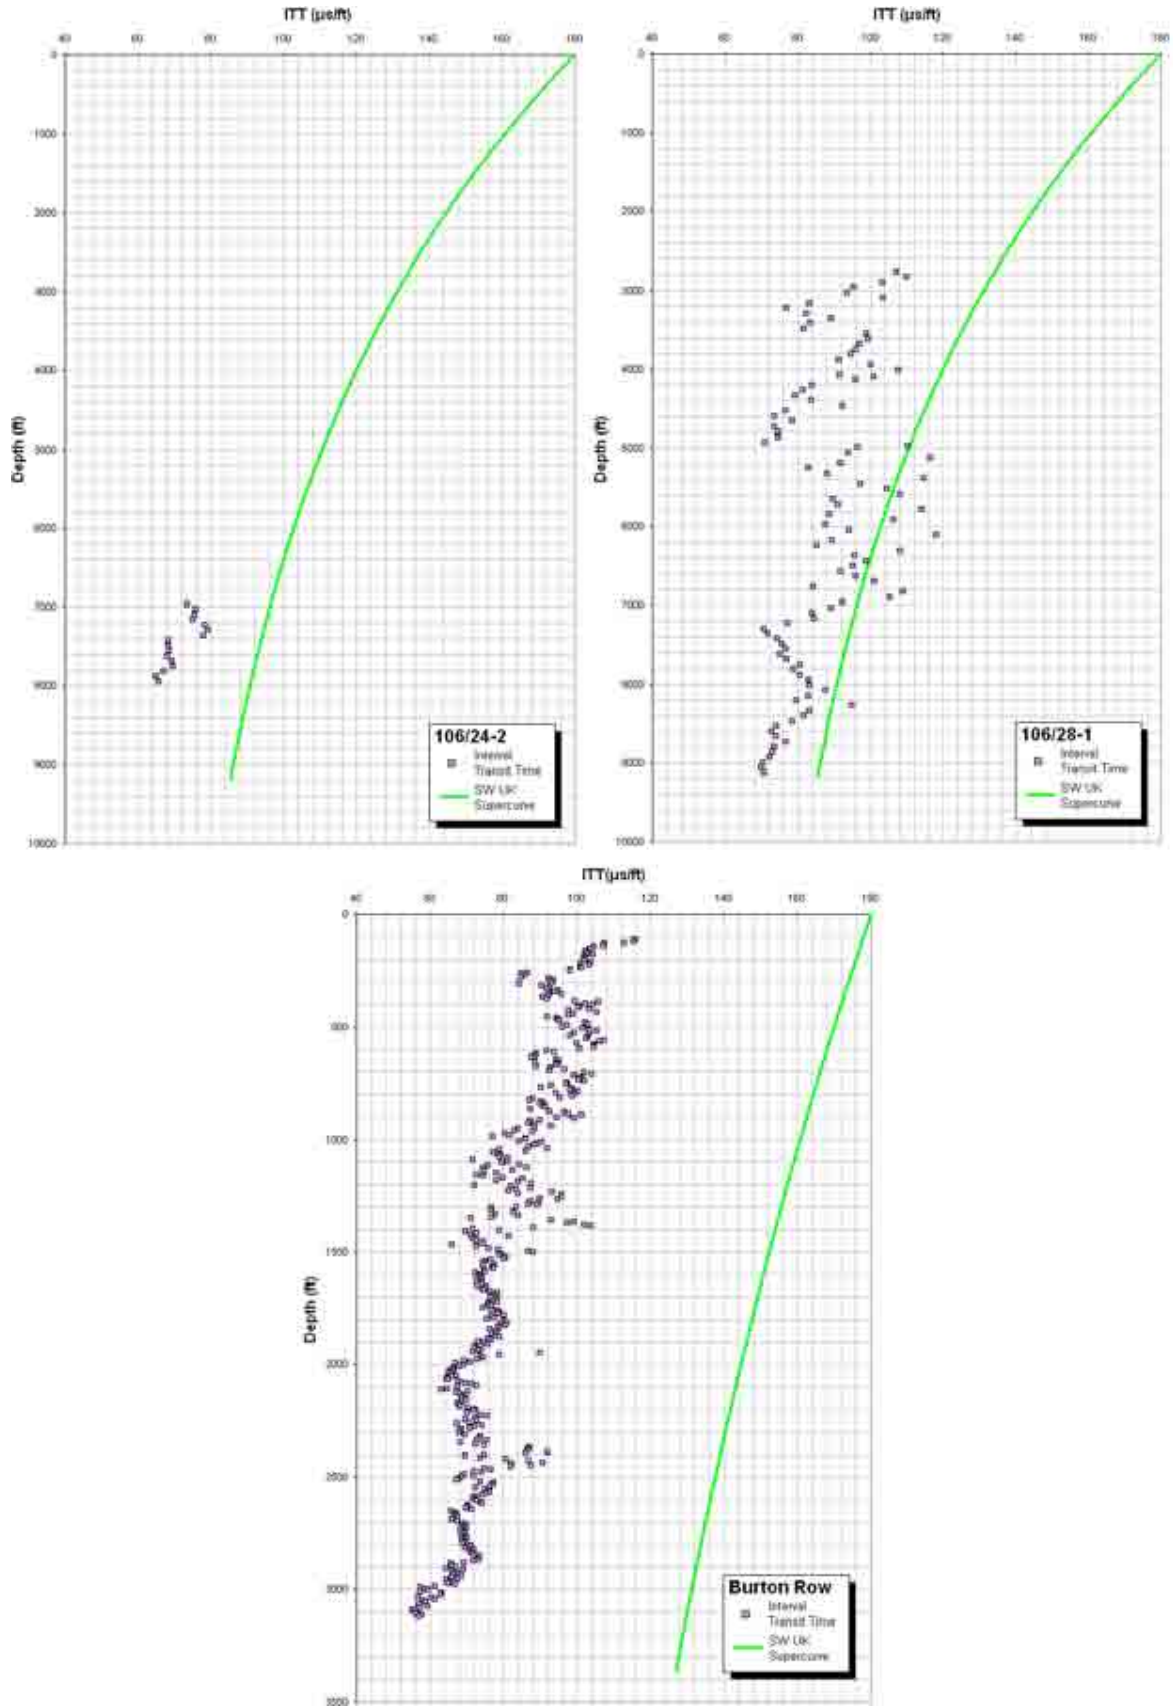 ITT (µs/ft)
40 60 80 100 120 140 160 180
0
1000
2000
3000
4000
5000
6000
7000
8000
9000
10000
Depth (ft)
106/24-2
Interval
Transit Time
SW UK
Supercurve
ITT (µs/ft)
40 60 80 100 120 140 160 180
0
1000
2000
3000
4000
5000
6000
7000
8000
9000
10000
Depth (ft)
106/28-1
Interval
Transit Time
SW UK
Supercurve
ITT(µs/ft)
40 60 80 100 120 140 160 180
0
500
1000
1500
2000
2500
3000
3500
Depth (ft)
Burton Row
Interval
Transit Time
SW UK
Supercurve